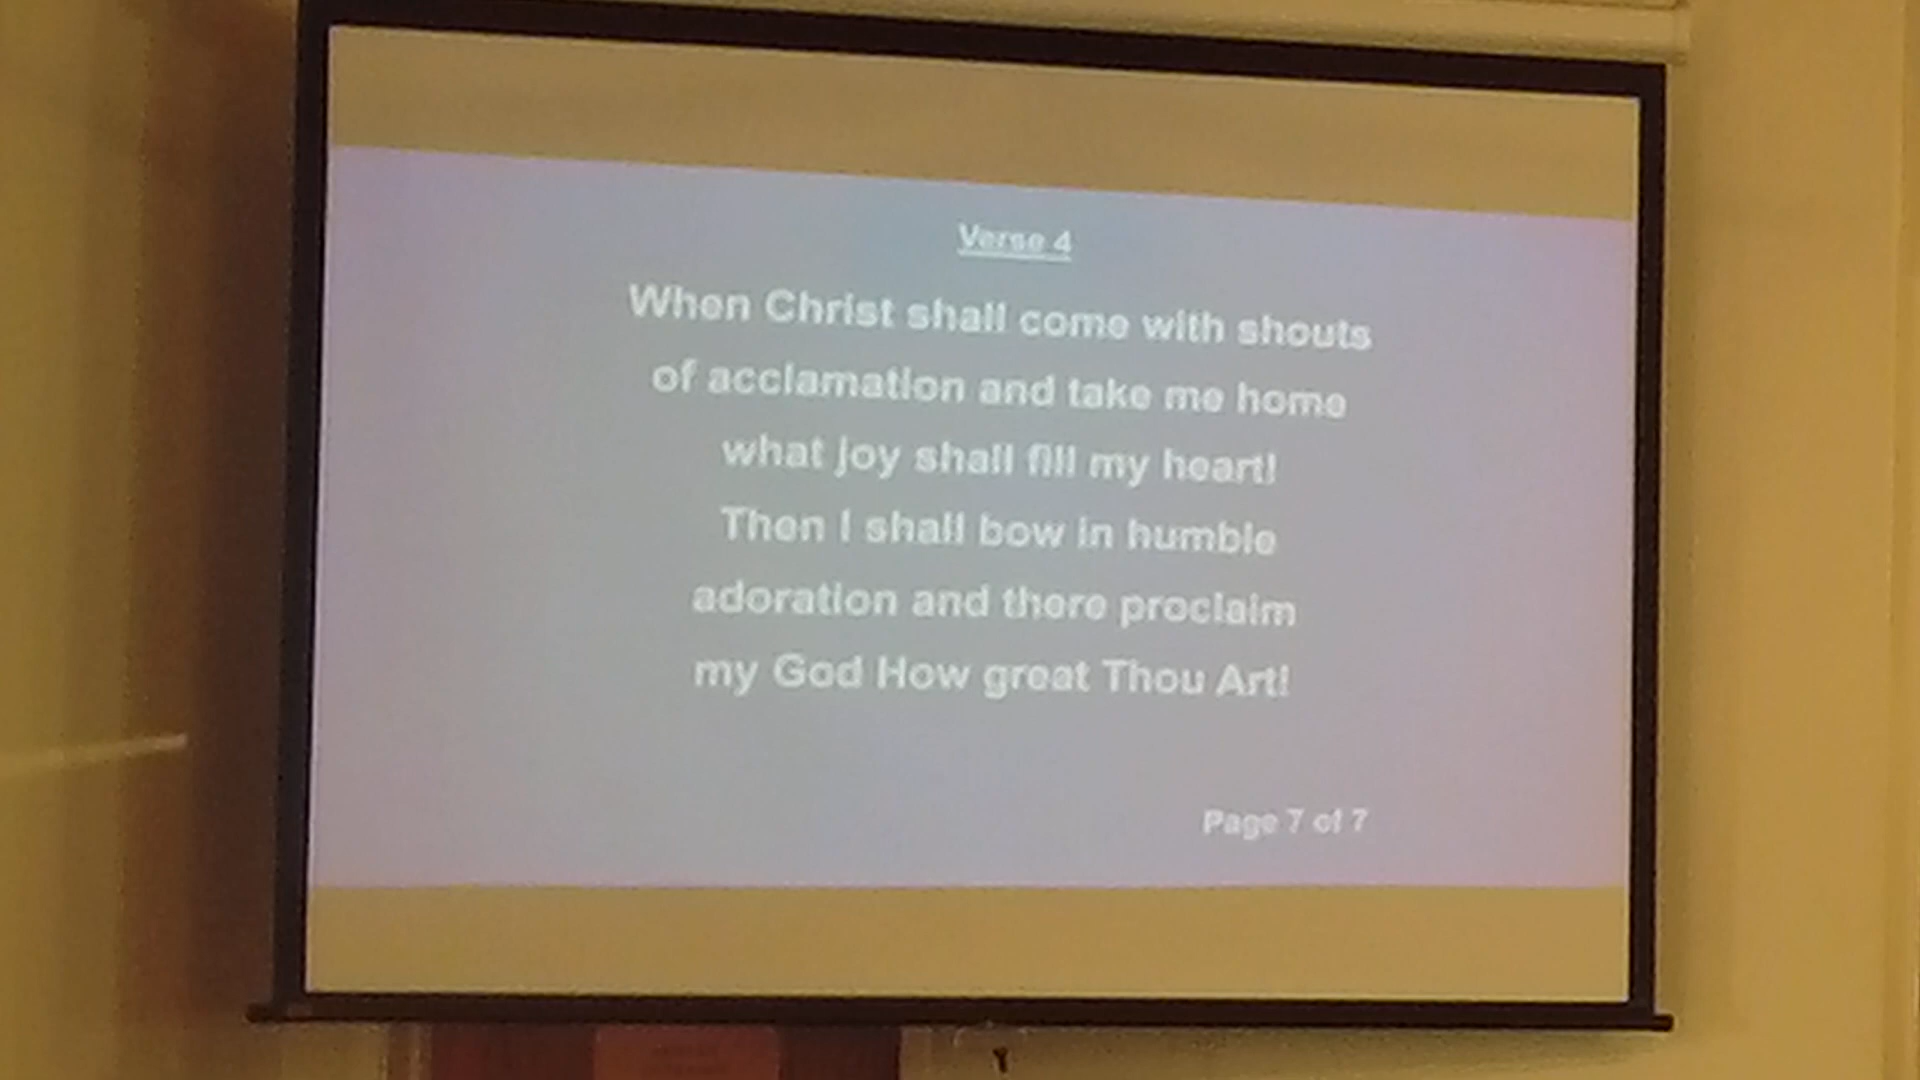 Verse 4
When Christ shall come with shouts
of acclamation and take me home
what joy shall fill my heart!
Then I shall bow in humble
adoration and there proclaim
my God How great Thou Art!
Page 7 of 7